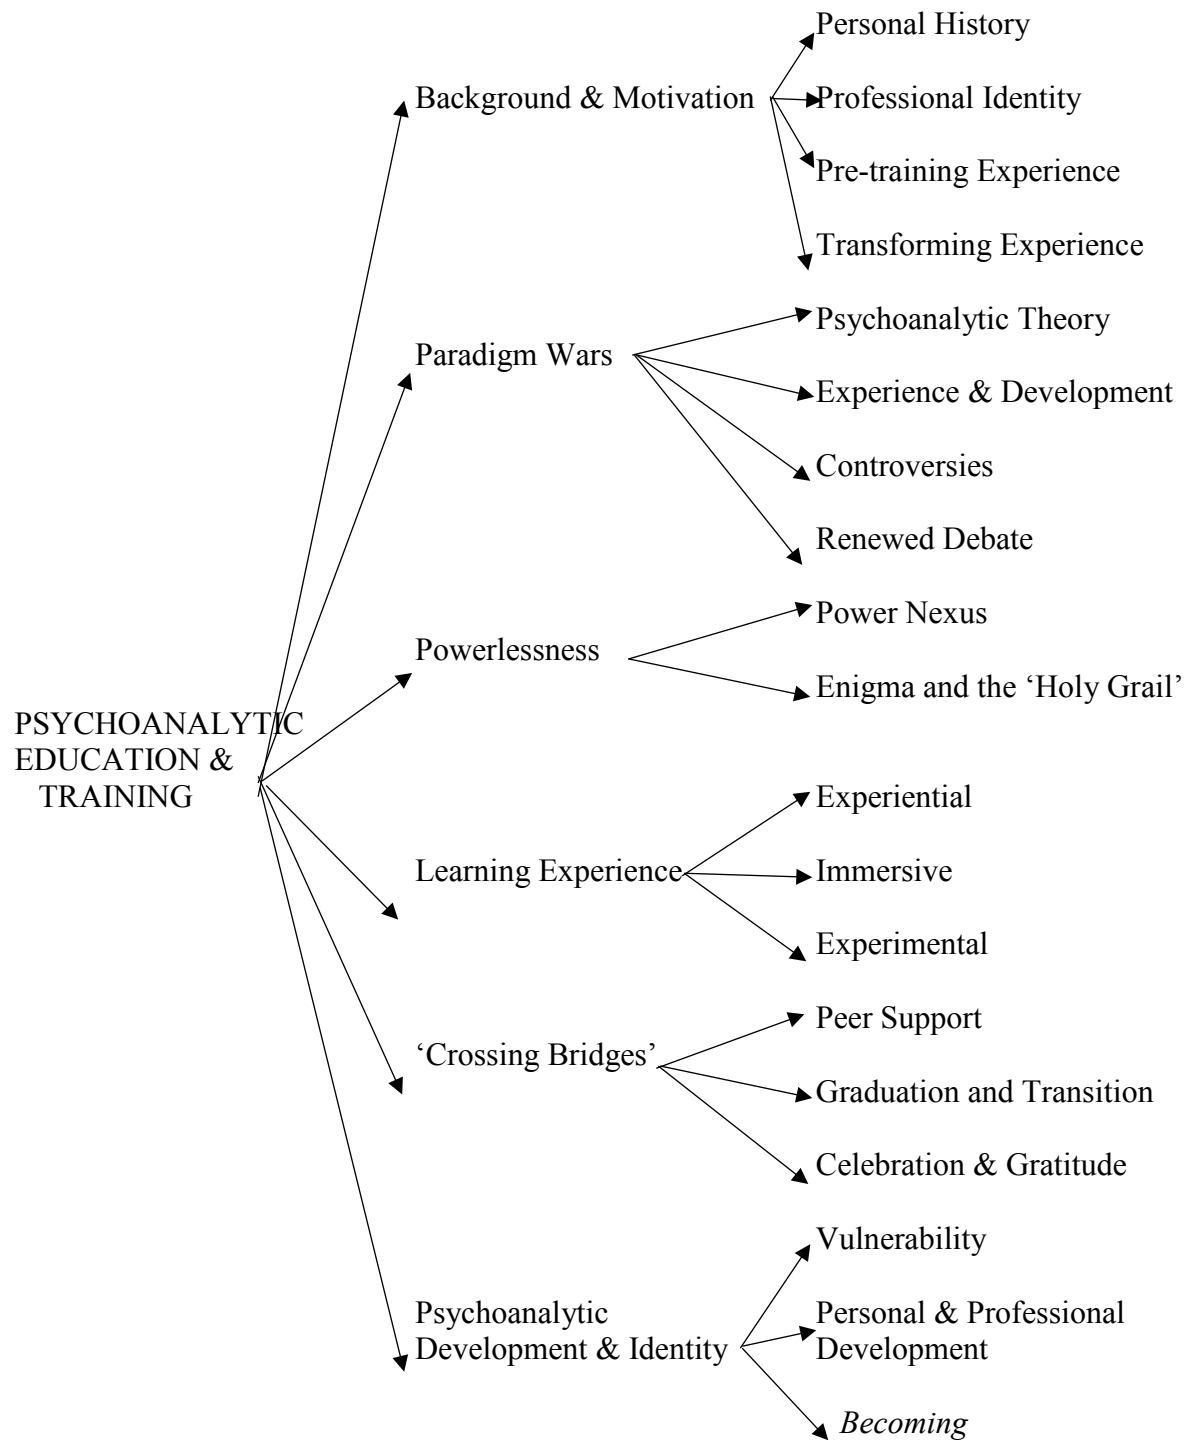 Personal History
Background & Motivation
Professional Identity
Pre-training Experience
Transforming Experience
Psychoanalytic Theory
Paradigm Wars
Experience & Development
Controversies
Renewed Debate
Power Nexus
Powerlessness
Enigma and the ‘Holy Grail’
PSYCHOANALYTIC
EDUCATION &
TRAINING
Experiential
Learning Experience
Immersive
Experimental
Peer Support
‘Crossing Bridges’
Graduation and Transition
Celebration & Gratitude
Vulnerability
Psychoanalytic
Development & Identity
Personal & Professional
Development
Becoming